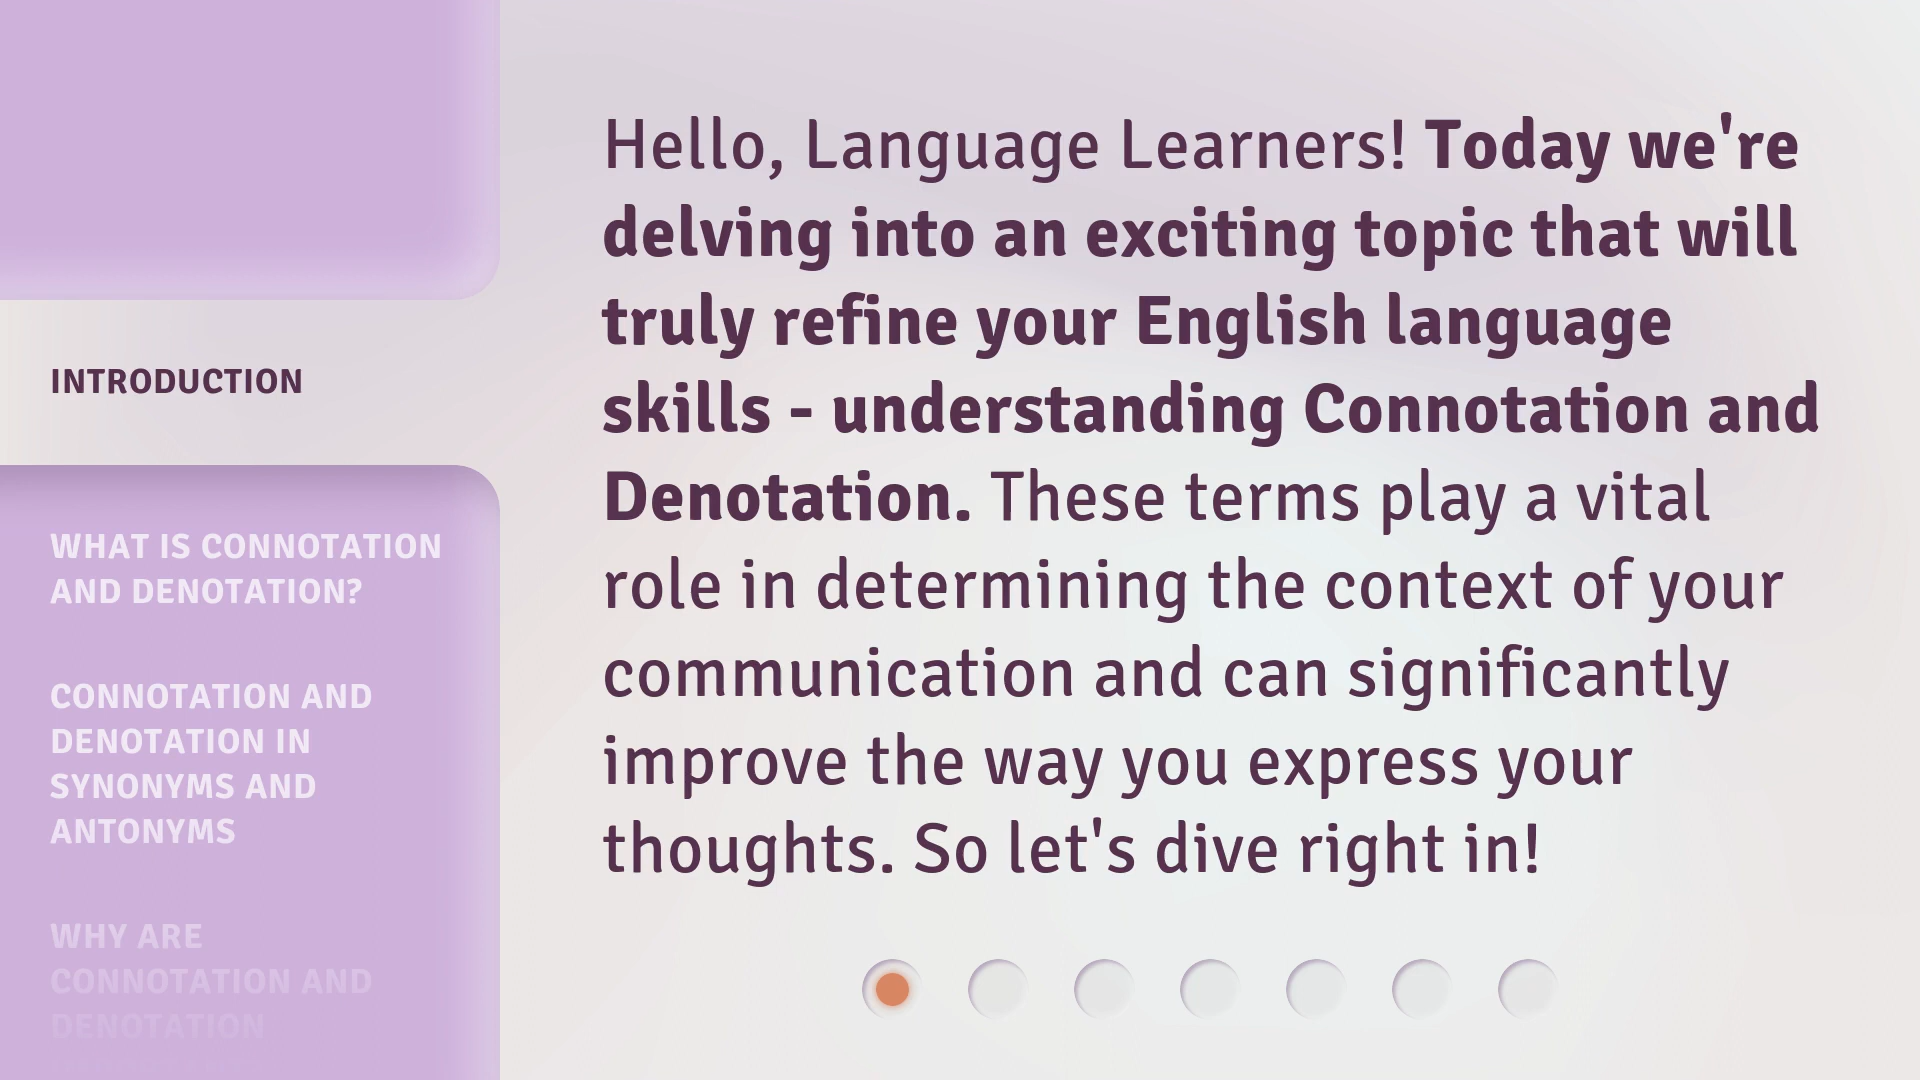 INTRODUCTION
WHAT IS CONNOTATION
AND DENOTATION?
CONNOTATION AND
DENOTATION IN
SYNONYMS AND
ANTONYMS
WHY ARE
CONNOTATION AND
DENOTATION
Hello, Language Learners! Today we're
delving into an exciting topic that will
truly refine your English language
skills - understanding Connotation and
Denotation. These terms play a vital
role in determining the context of your
communication and can significantly
improve the way you express your
thoughts. So let's dive right in!